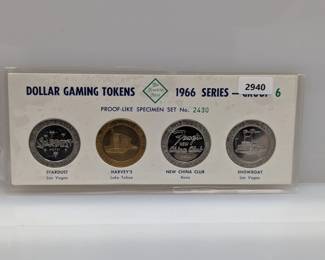 DOLLAR GAMING TOKENS 1966 SERIES — GROUP 6
2940
PROOF-LIKE SPECIMEN SET No. 2430
STARDUST
Las Vegas
HARVEY'S
Lake Tahoe
NEW CHINA CLUB
Reno
SHOWBOAT
Las Vegas